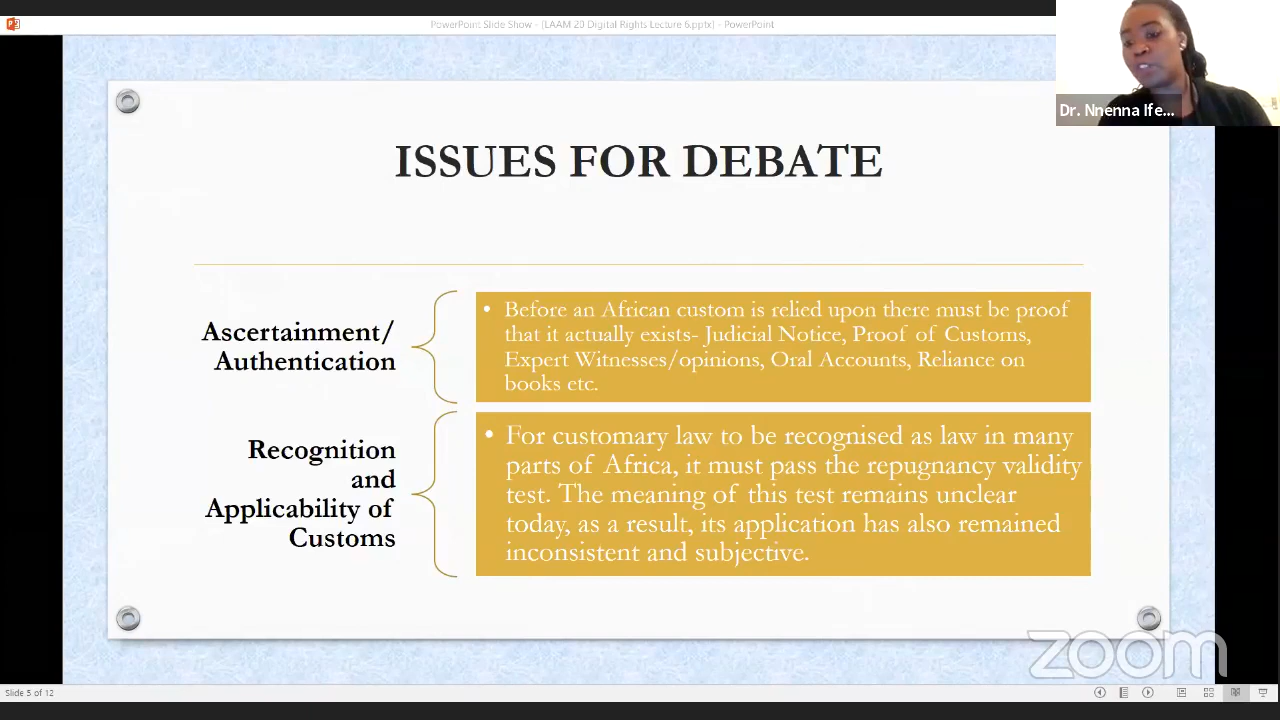 PowerPoint Slide Show - [LAAM 20 Digital Rights Lecture 6.pptx] - PowerPoint
Dr. Nnenna Ife...
ISSUES FOR DEBATE
Ascertainment/
Authentication
• Before an African custom is relied upon there must be proof
that it actually exists- Judicial Notice, Proof of Customs,
Expert Witnesses/opinions, Oral Accounts, Reliance on
books etc.
Recognition
and
Applicability of
Customs
• For customary law to be recognised as law in many
parts of Africa, it must pass the repugnancy validity
test. The meaning of this test remains unclear
today, as a result, its application has also remained
inconsistent and subjective.
zoom
Slide 5 of 12